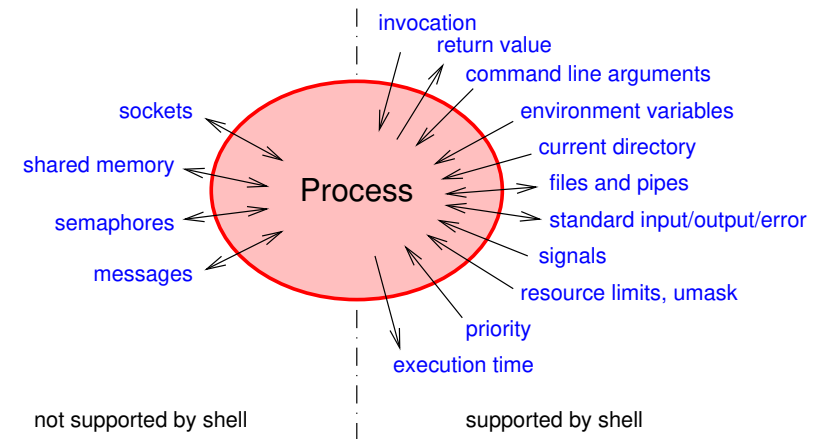 invocation
return value
command line arguments
environment variables
current directory
files and pipes
standard input/output/error
signals
resource limits, umask
priority
execution time
sockets
shared memory
semaphores
messages
Process
not supported by shell
supported by shell